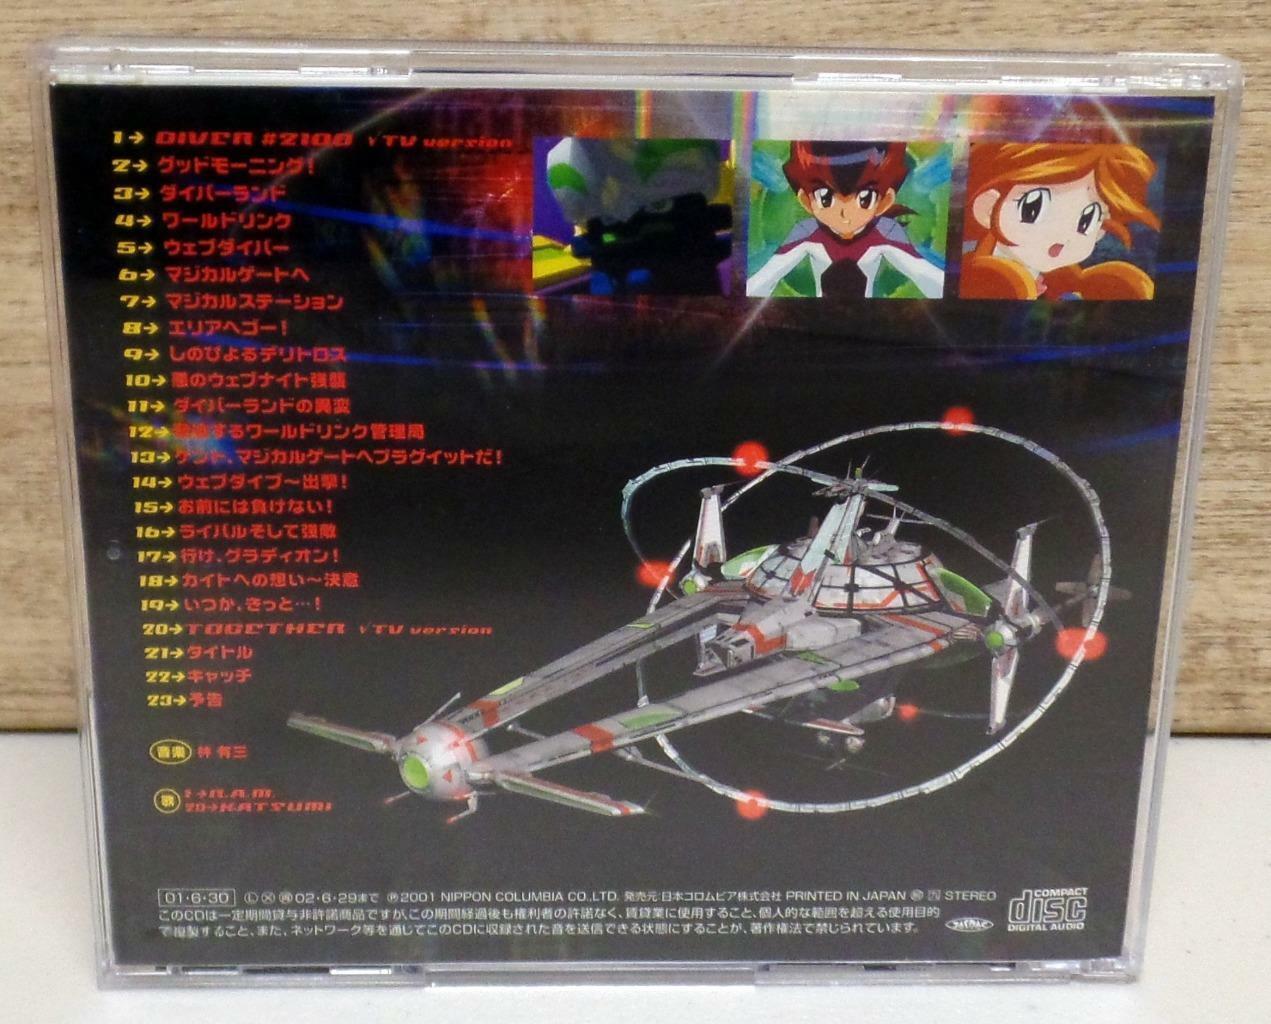 1→ DIVER #2100 √TV version
2→ グッドモーニング!
3→ ダイバーランド
4→ ワールドリンク
5→ ウェブダイバー
6→ マジカルゲートへ
7→ マジカルステーション
8→ エリアへゴー!
9→ しのびよるデリトロス
10→ 悪のウェブナイト強襲
11→ ダイバーランドの異変
12→ するワールドリンク管理局
13→ ケント、マジカルゲートへプラグイットだ!
14→ ウェブダイブ〜出撃!
15→ お前には負けない!
16→ ライバルそして強敵
17→ 行け、グラディオン!
18→ カイトへの想い〜決意
19→ いつか、きっと…!
20→ TOGETHER √TV version
21→ タイトル
22→ キャッチ
23→ 予告
音楽 林 有三
歌 1→R.A.M.
20→KATSUMI
01・6・30 Ⓛ Ⓧ 02・6・29まで ℗2001 NIPPON COLUMBIA CO.,LTD. 発売元:日本コロムビア株式会社 PRINTED IN JAPAN STEREO
このCDは一定期間貸与非許諾商品ですが、この期間経過後も権利者の許諾なく、賃貸業に使用すること、個人的な範囲を超える使用目的
で複製すること、また、ネットワーク等を通じてこのCDに収録された音を送信できる状態にすることが、著作権法で禁じられています。
COMPACT
disc
DIGITAL AUDIO